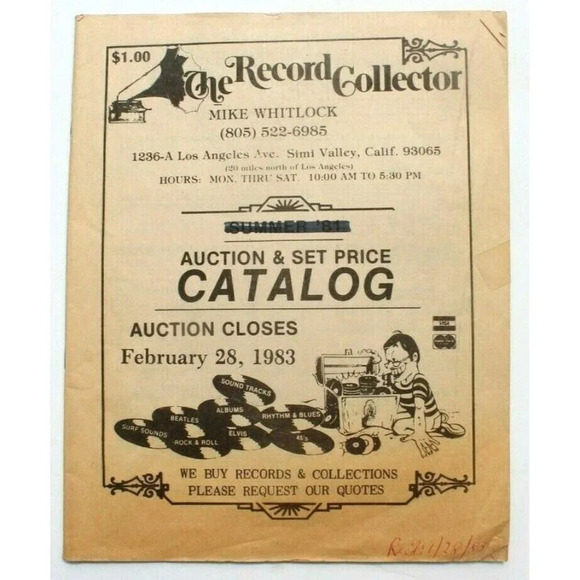 $1.00
The Record Collector
MIKE WHITLOCK
(805) 522-6985
1236-A Los Angeles Ave. Simi Valley, Calif. 93065
(20 miles north of Los Angeles)
HOURS: MON. THRU SAT. 10:00 AM TO 5:30 PM
SUMMER '81
AUCTION & SET PRICE
CATALOG
AUCTION CLOSES
February 28, 1983
VISA
SOUND TRACKS
ALBUMS
BEATLES
RHYTHM & BLUES
SURF SOUNDS
ELVIS
45's
ROCK & ROLL
WE BUY RECORDS & COLLECTIONS
PLEASE REQUEST OUR QUOTES